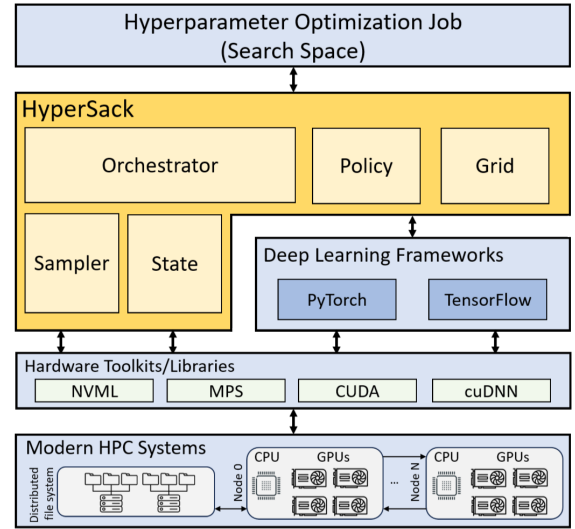 Hyperparameter Optimization Job
(Search Space)
HyperSack
Orchestrator
Policy
Grid
Sampler
State
Deep Learning Frameworks
PyTorch
TensorFlow
Hardware Toolkits/Libraries
NVML
MPS
CUDA
cuDNN
Modern HPC Systems
Distributed
file system
Node 0
CPU
GPUs
...
Node N
CPU
GPUs